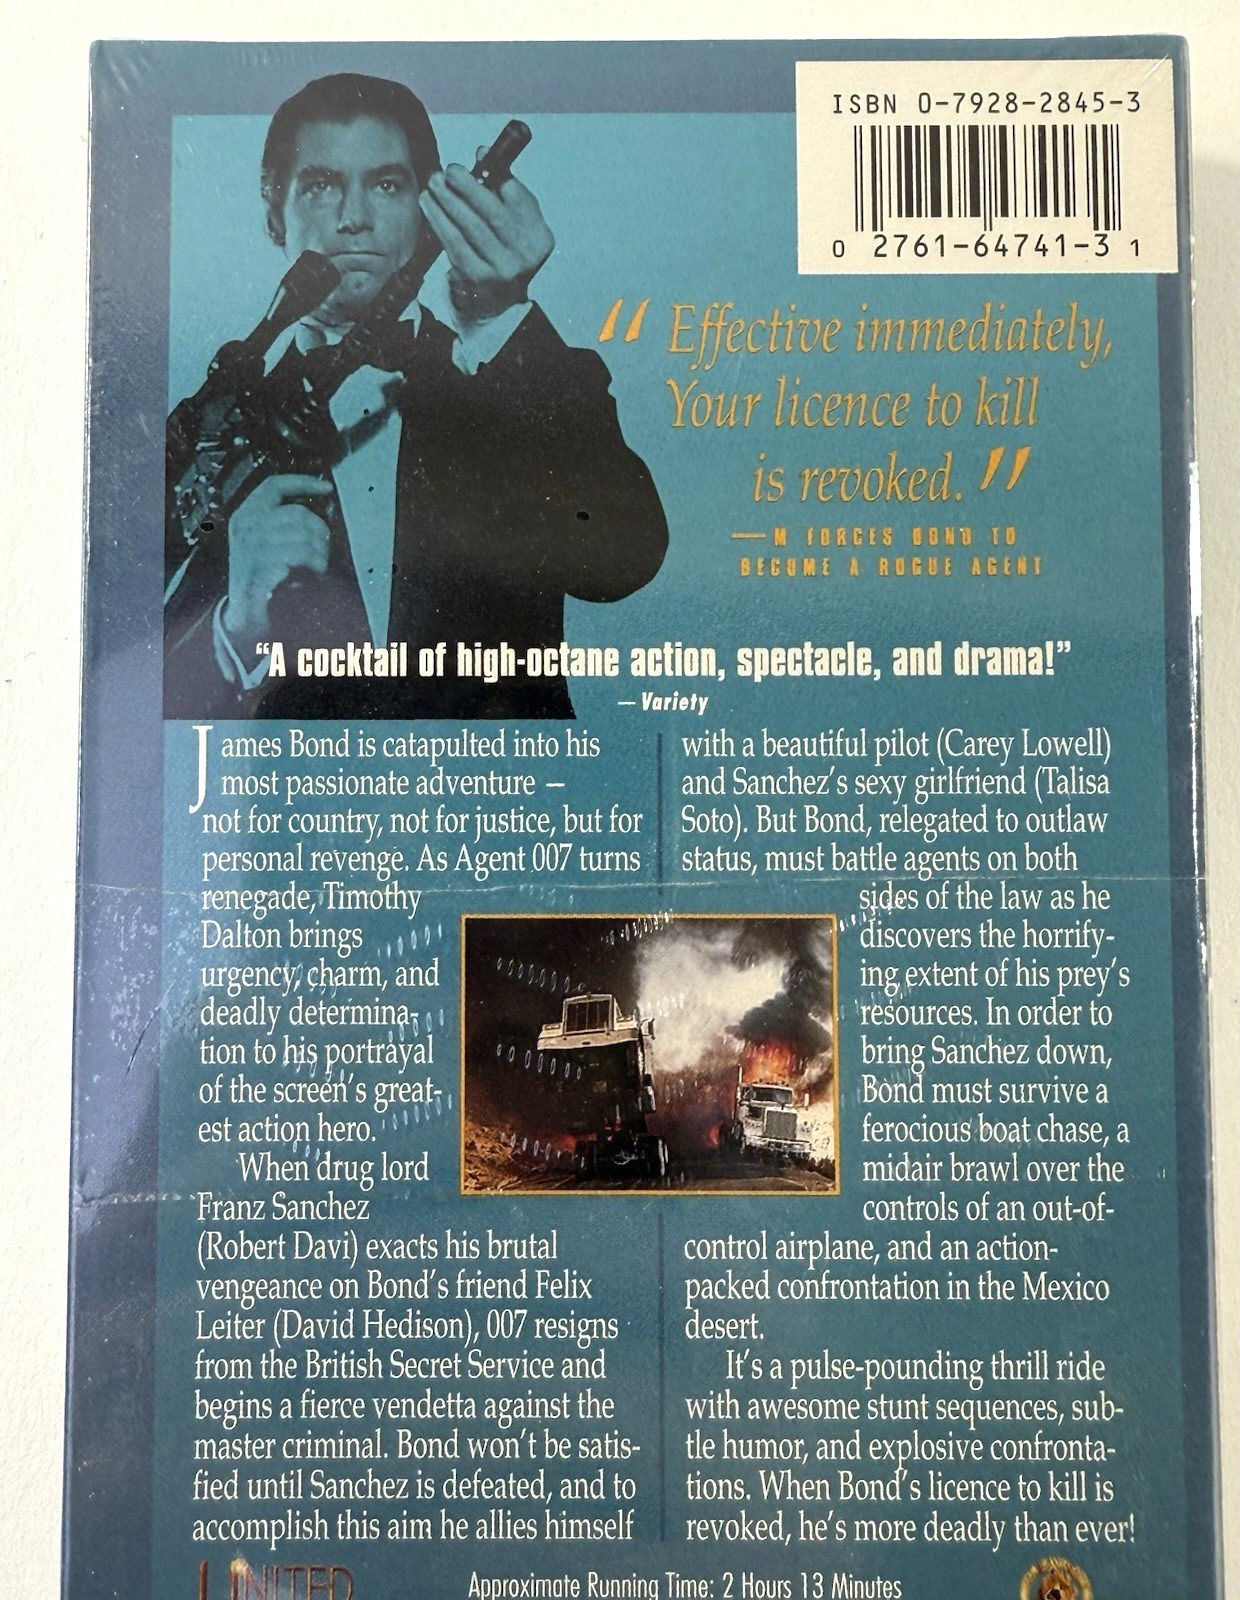 ISBN 0-7928-2845-3
0 2761-64741-3 1
“Effective immediately,
Your licence to kill
is revoked.”
—M FORCES BOND TO
BECOME A ROGUE AGENT
“A cocktail of high-octane action, spectacle, and drama!”
— Variety
James Bond is catapulted into his
most passionate adventure —
not for country, not for justice, but for
personal revenge. As Agent 007 turns
renegade, Timothy
Dalton brings
urgency, charm, and
deadly determina-
tion to his portrayal
of the screen's great-
est action hero.
When drug lord
Franz Sanchez
(Robert Davi) exacts his brutal
vengeance on Bond's friend Felix
Leiter (David Hedison), 007 resigns
from the British Secret Service and
begins a fierce vendetta against the
master criminal. Bond won't be satis-
fied until Sanchez is defeated, and to
accomplish this aim he allies himself
with a beautiful pilot (Carey Lowell)
and Sanchez's sexy girlfriend (Talisa
Soto). But Bond, relegated to outlaw
status, must battle agents on both
sides of the law as he
discovers the horrify-
ing extent of his prey's
resources. In order to
bring Sanchez down,
Bond must survive a
ferocious boat chase, a
midair brawl over the
controls of an out-of-
control airplane, and an action-
packed confrontation in the Mexico
desert.
It's a pulse-pounding thrill ride
with awesome stunt sequences, sub-
tle humor, and explosive confronta-
tions. When Bond's licence to kill is
revoked, he's more deadly than ever!
UNITED
Approximate Running Time: 2 Hours 13 Minutes